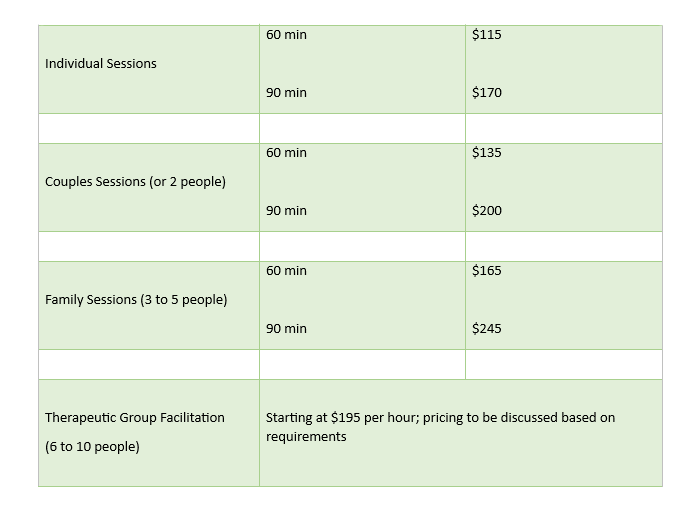 60 min $115
Individual Sessions
90 min $170
60 min $135
Couples Sessions (or 2 people)
90 min $200
60 min $165
Family Sessions (3 to 5 people)
90 min $245
Therapeutic Group Facilitation
(6 to 10 people)
Starting at $195 per hour; pricing to be discussed based on
requirements